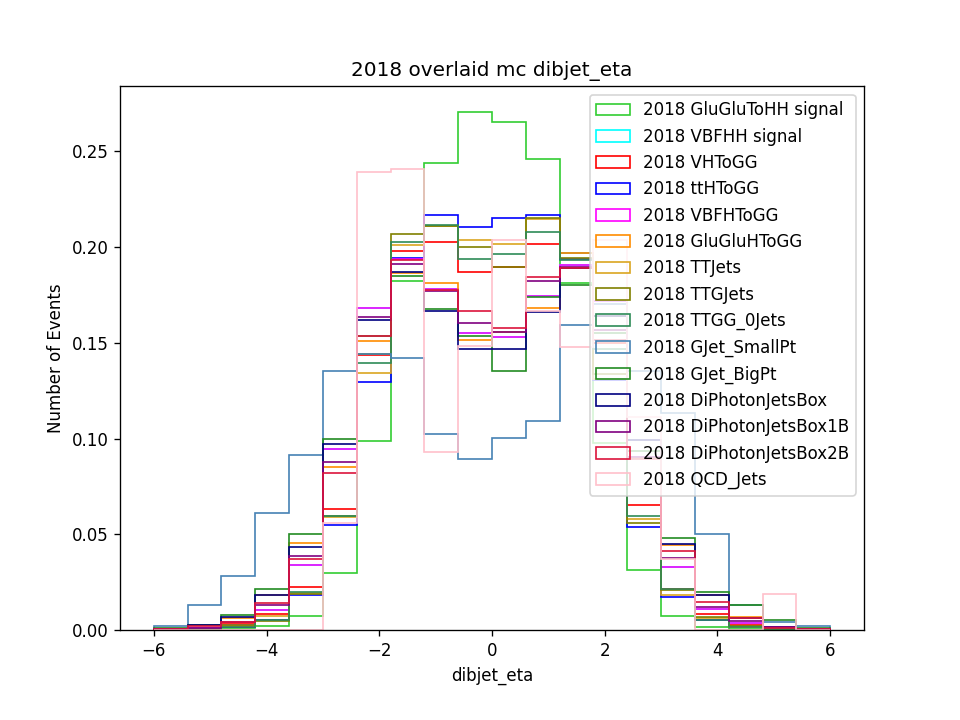 2018 overlaid mc dibjet_eta
Number of Events
0.25
0.20
0.15
0.10
0.05
0.00
−6
−4
−2
0
2
4
6
dibjet_eta
2018 GluGluToHH signal
2018 VBFHH signal
2018 VHToGG
2018 ttHToGG
2018 VBFHToGG
2018 GluGluHToGG
2018 TTJets
2018 TTGJets
2018 TTGG_0Jets
2018 GJet_SmallPt
2018 GJet_BigPt
2018 DiPhotonJetsBox
2018 DiPhotonJetsBox1B
2018 DiPhotonJetsBox2B
2018 QCD_Jets